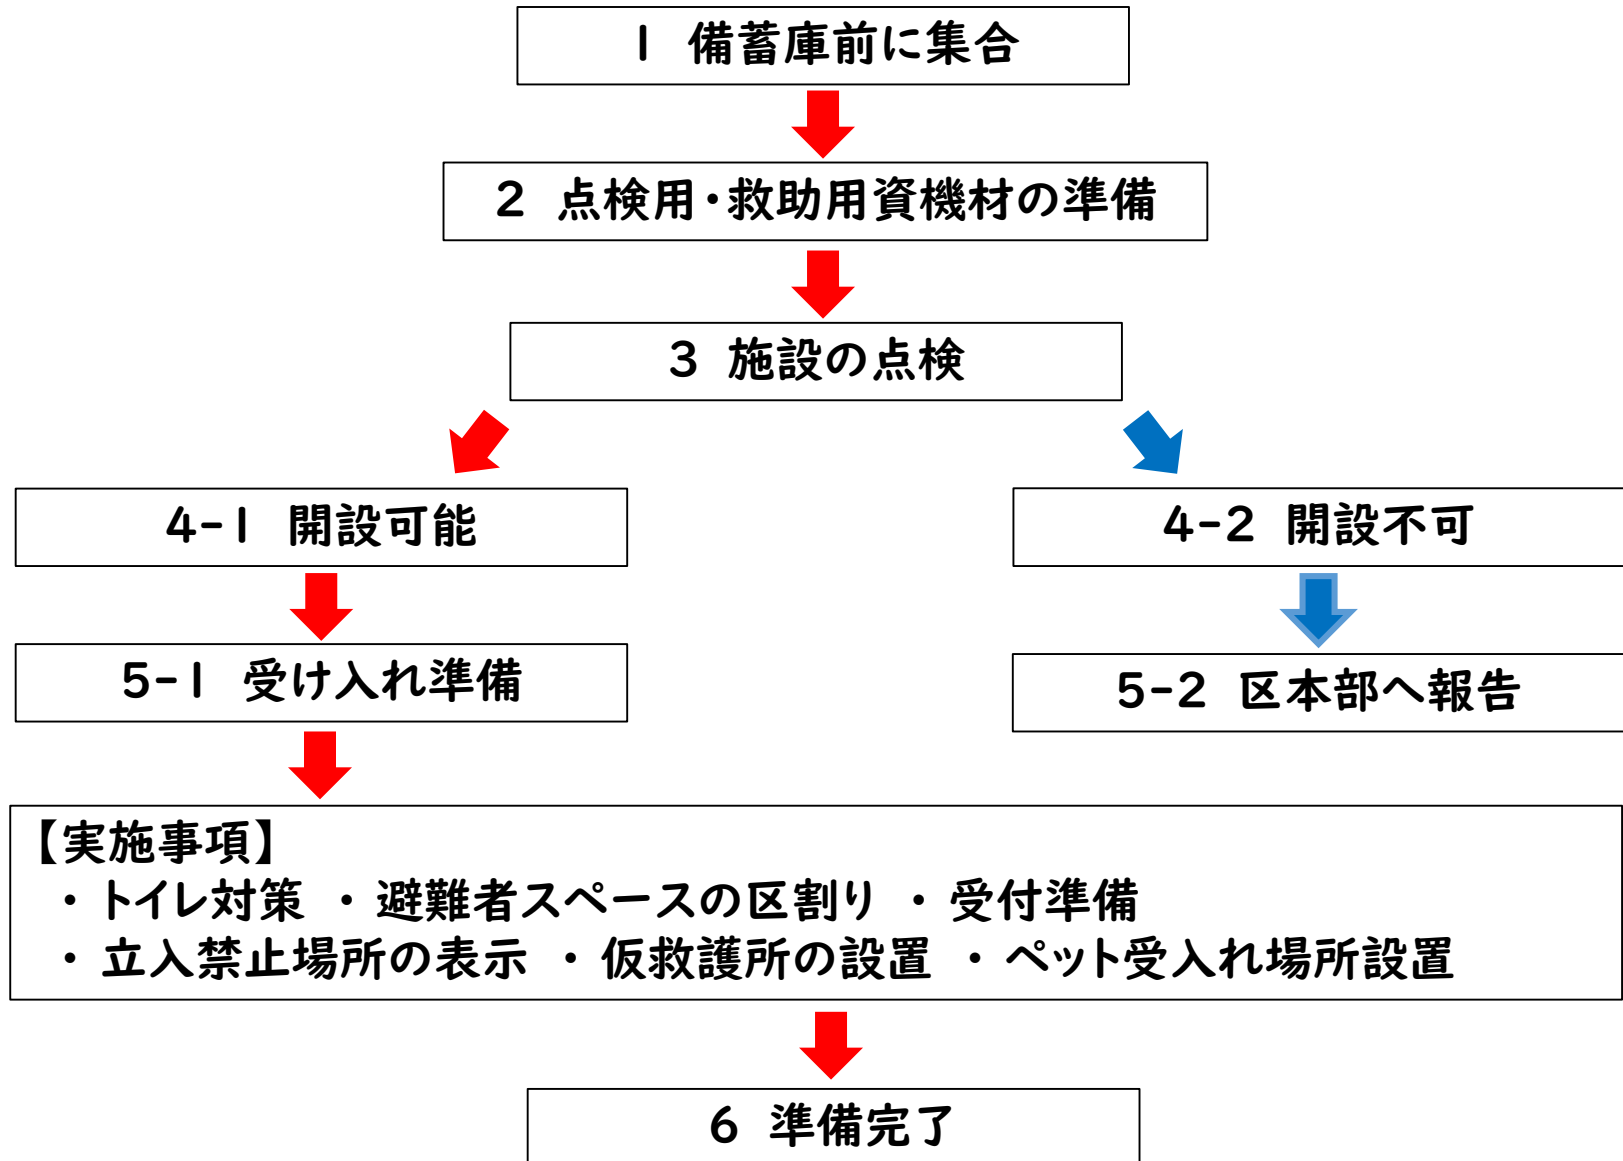 1 備蓄庫前に集合
2 点検用・救助用資機材の準備
3 施設の点検
4-1 開設可能
4-2 開設不可
5-1 受け入れ準備
5-2 区本部へ報告
【実施事項】
・トイレ対策 ・避難者スペースの区割り ・受付準備
・立入禁止場所の表示 ・仮救護所の設置 ・ペット受入れ場所設置
6 準備完了